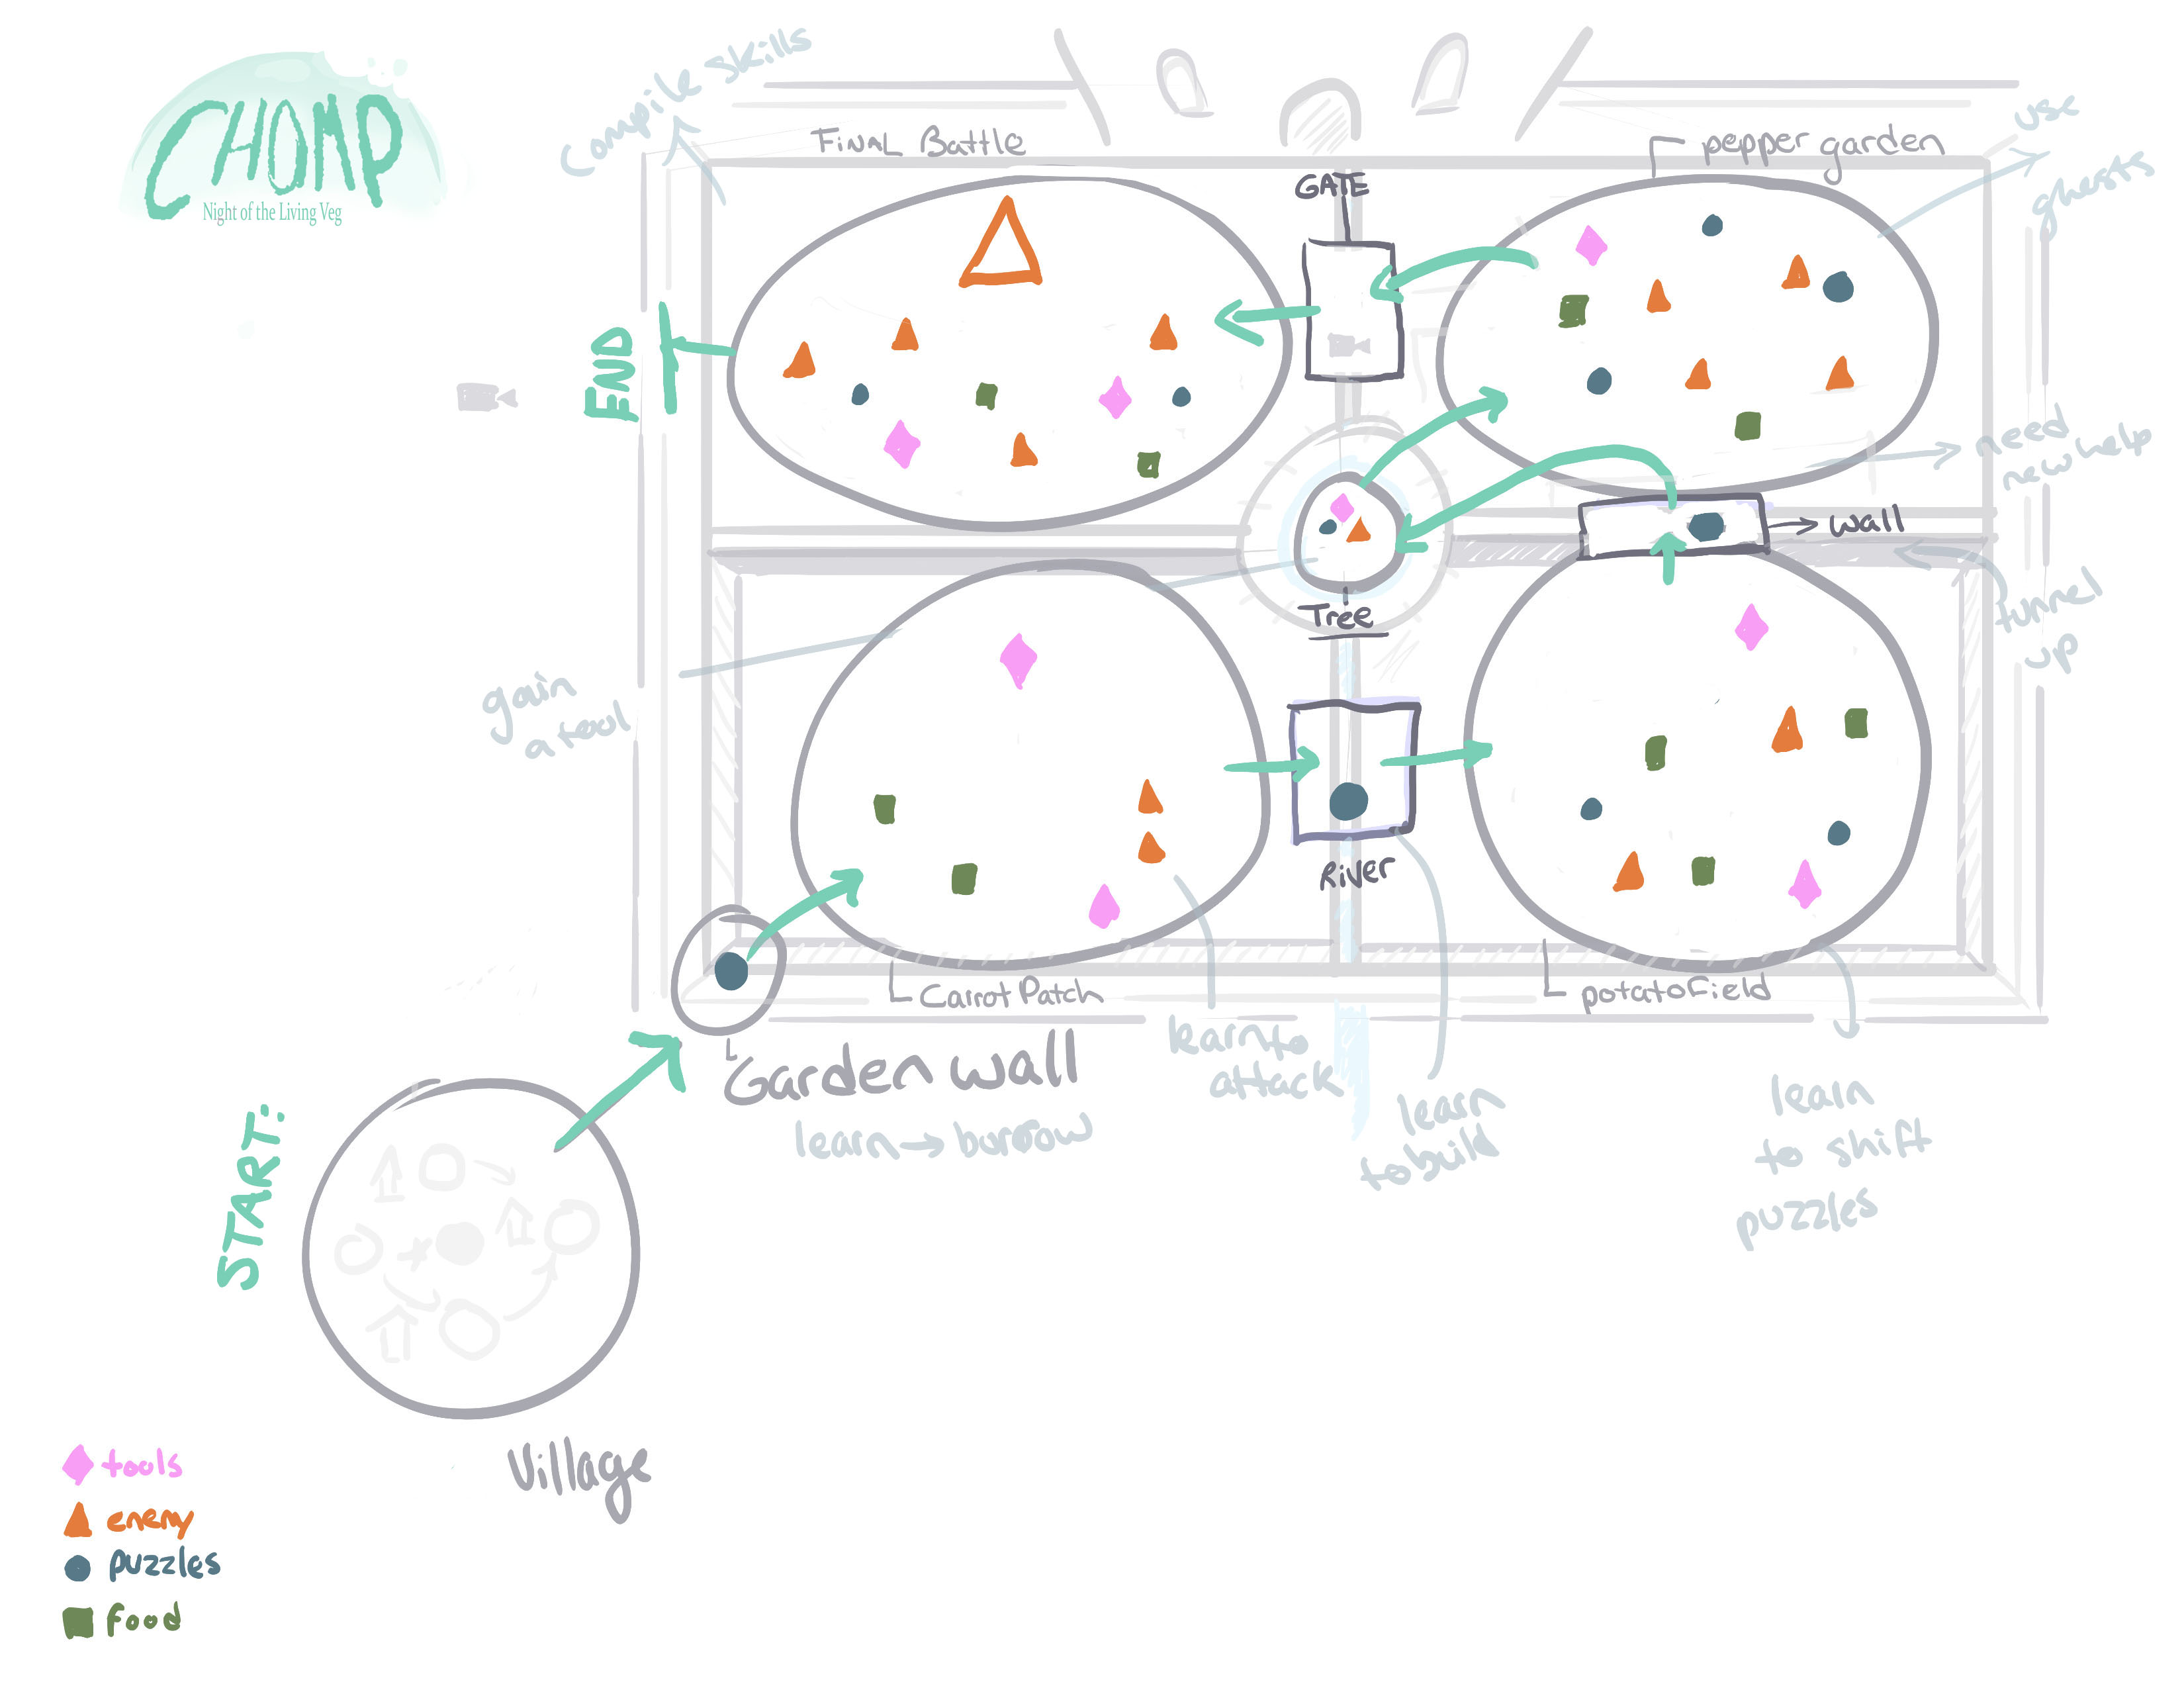 CHOMP
Night of the Living Veg
Compile skills
Final Battle
GATE
pepper garden
use
ghosts
END
wall
need
new help
Tree
tunnel
up
gain
a tool
River
Carrot Patch
potato Field
Garden wall
learn → burrow
learn to
attack
learn
to build
learn
to shift
puzzles
START:
Village
tools
enemy
puzzles
food